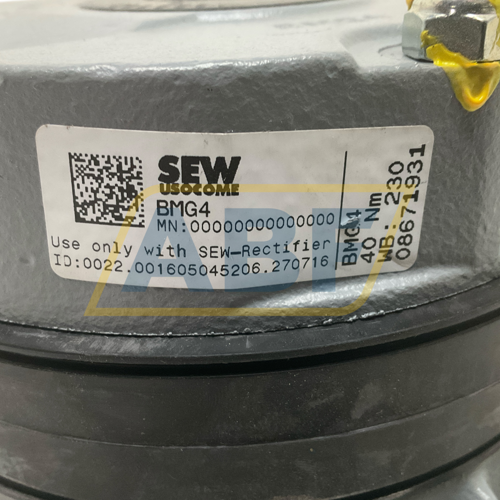 SEW
USOCOME
BMG4
MN:00000000000000
Use only with SEW-Rectifier
ID:0022.001605045206.270716
BMG4
40 Nm
WB: 230
08671931
ABF